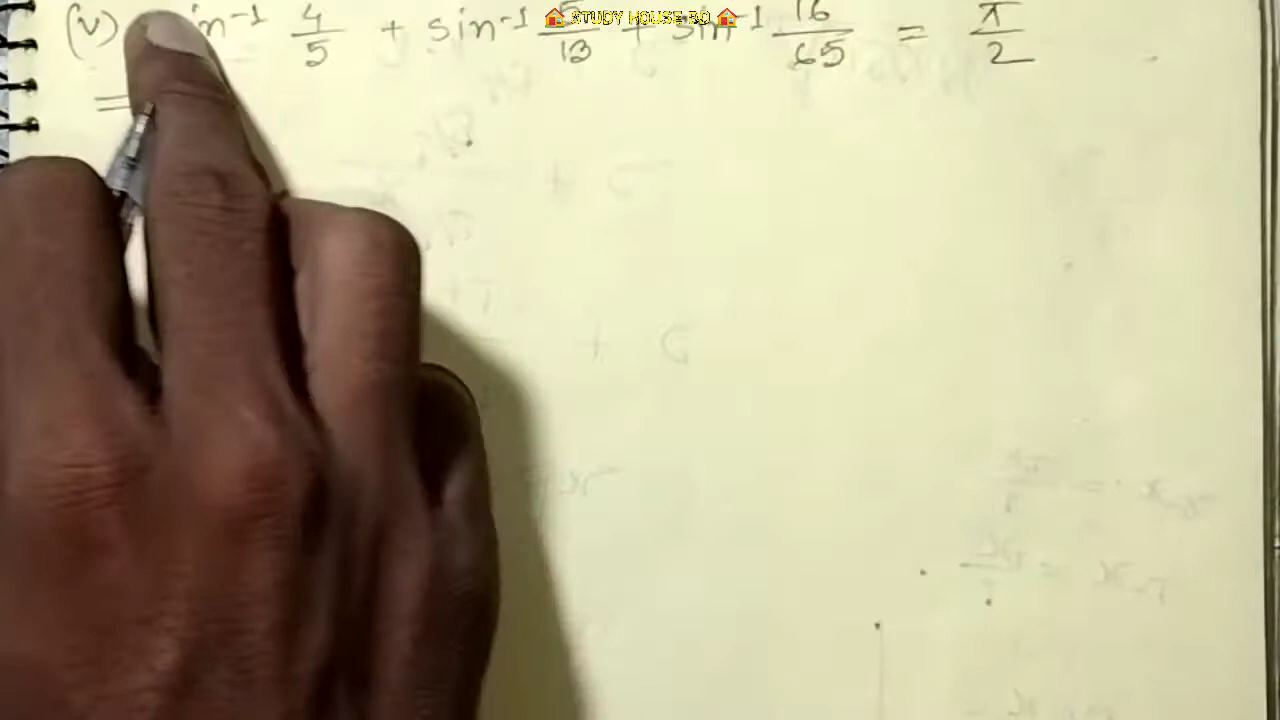 🏠 STUDY HOUSE BD 🏠
(v) sin⁻¹ 4/5 + sin⁻¹ 5/13 + sin⁻¹ 16/65 = π/2
=